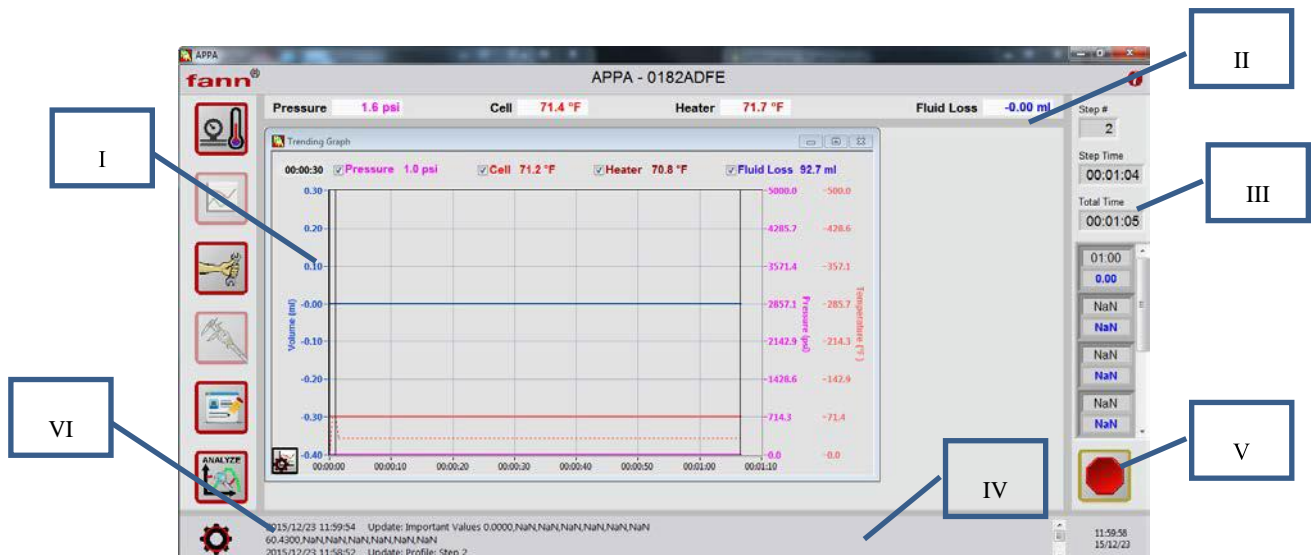 APPA
fann®
APPA - 0182ADFE
II
Pressure 1.6 psi Cell 71.4 °F Heater 71.7 °F Fluid Loss -0.00 ml
Step #
2
Step Time
00:01:04
Total Time
00:01:05
I
III
Trending Graph
00:00:30 Pressure 1.0 psi Cell 71.2 °F Heater 70.8 °F Fluid Loss 92.7 ml
0.30 5000.0 500.0
0.20 4285.7 428.6
0.10 3571.4 357.1
-0.00 2857.1 285.7
-0.10 2142.9 214.3
-0.20 1428.6 142.9
-0.30 714.3 71.4
-0.40 0.0 0.0
Volume (ml)
Pressure (psi)
Temperature (°F)
00:00:00 00:00:10 00:00:20 00:00:30 00:00:40 00:00:50 00:01:00 00:01:10
01:00
0.00
NaN
NaN
NaN
NaN
NaN
NaN
VI
ANALYZE
IV
V
2015/12/23 11:59:54 Update: Important Values 0.0000,NaN,NaN,NaN,NaN,NaN,NaN
60.4300,NaN,NaN,NaN,NaN,NaN,NaN
2015/12/23 11:58:52 Update: Profile: Step 2
11:59:58
15/12/23